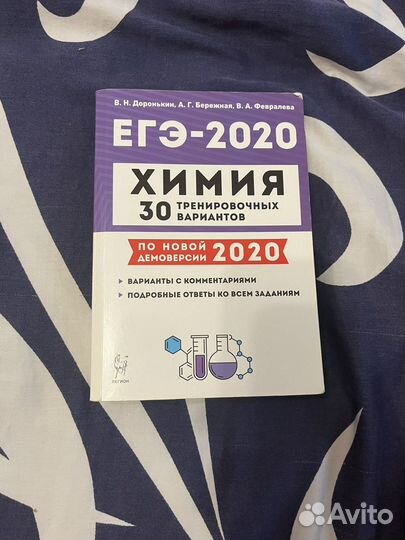 В. Н. Доронькин, А. Г. Бережная, В. А. Февралева
ЕГЭ-2020
ХИМИЯ
30 ТРЕНИРОВОЧНЫХ
ВАРИАНТОВ
ПО НОВОЙ
ДЕМОВЕРСИИ 2020
ВАРИАНТЫ С КОММЕНТАРИЯМИ
ПОДРОБНЫЕ ОТВЕТЫ КО ВСЕМ ЗАДАНИЯМ
ЛЕГИОН
Avito